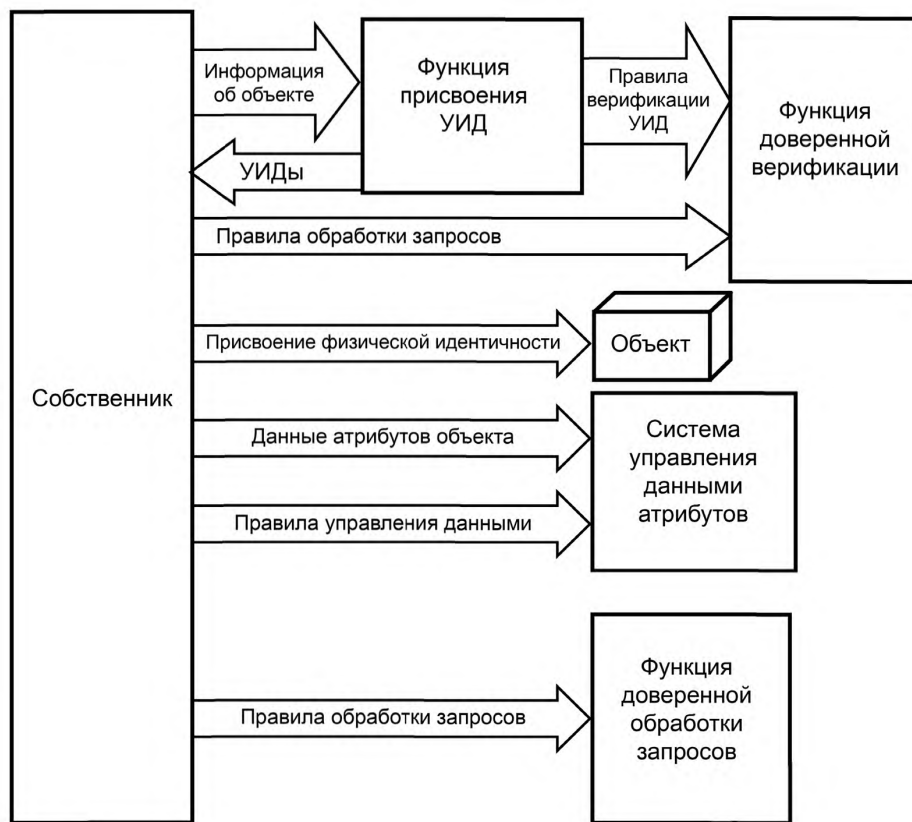 Информация
об объекте
Функция
присвоения
УИД
Правила
верификации
УИД
Функция
доверенной
верификации
УИДы
Правила обработки запросов
Присвоение физической идентичности
Объект
Собственник
Данные атрибутов объекта
Система
управления
данными
атрибутов
Правила управления данными
Функция
доверенной
обработки
запросов
Правила обработки запросов